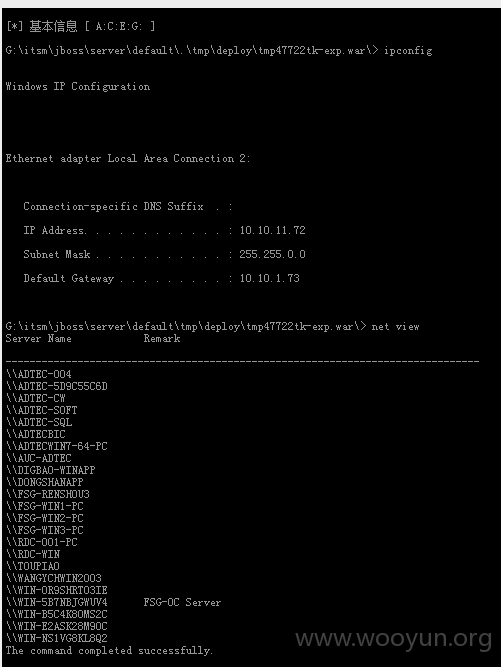 [*] 基本信息 [ A:C:E:G: ]
G:\itsm\jboss\server\default\.\tmp\deploy\tmp47722tk-exp.war\> ipconfig
Windows IP Configuration
Ethernet adapter Local Area Connection 2:
Connection-specific DNS Suffix . :
IP Address. . . . . . . . . . . . : 10.10.11.72
Subnet Mask . . . . . . . . . . . : 255.255.0.0
Default Gateway . . . . . . . . . : 10.10.1.73
G:\itsm\jboss\server\default\tmp\deploy\tmp47722tk-exp.war\> net view
Server Name Remark
-------------------------------------------------------------------------------
\\ADTEC-004
\\ADTEC-5D9C55C6D
\\ADTEC-CW
\\ADTEC-SOFT
\\ADTEC-SQL
\\ADTECBIC
\\ADTECWIN7-64-PC
\\AUC-ADTEC
\\DIGBAO-WINAPP
\\DONGSHANAPP
\\FSG-RENSHOU3
\\FSG-WIN1-PC
\\FSG-WIN2-PC
\\FSG-WIN3-PC
\\RDC-001-PC
\\RDC-WIN
\\TOUPIAO
\\WANGYCHWIN2003
\\WIN-0R9SHRTO3IE
\\WIN-5B7NBJGWUV4 FSG-OC Server
\\WIN-B5C4K80MS2C
\\WIN-E2ASK28M90C
\\WIN-NS1VG8KL8Q2
The command completed successfully.
www.wooyun.org